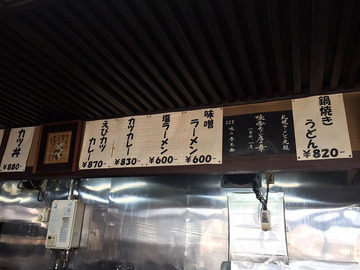 鍋焼き
うどん
¥820-
味噌
ラーメン
¥600-
塩ラーメン
¥600-
カツカレー
¥830-
えびカツ
カレー
¥870-
カツ丼
¥880-